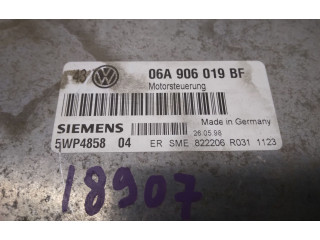 06A 906 019 BF
Motorsteuerung
Made in Germany
SIEMENS
26.05.98
5WP4858 04
ER SME 822206 R031 1123
18907